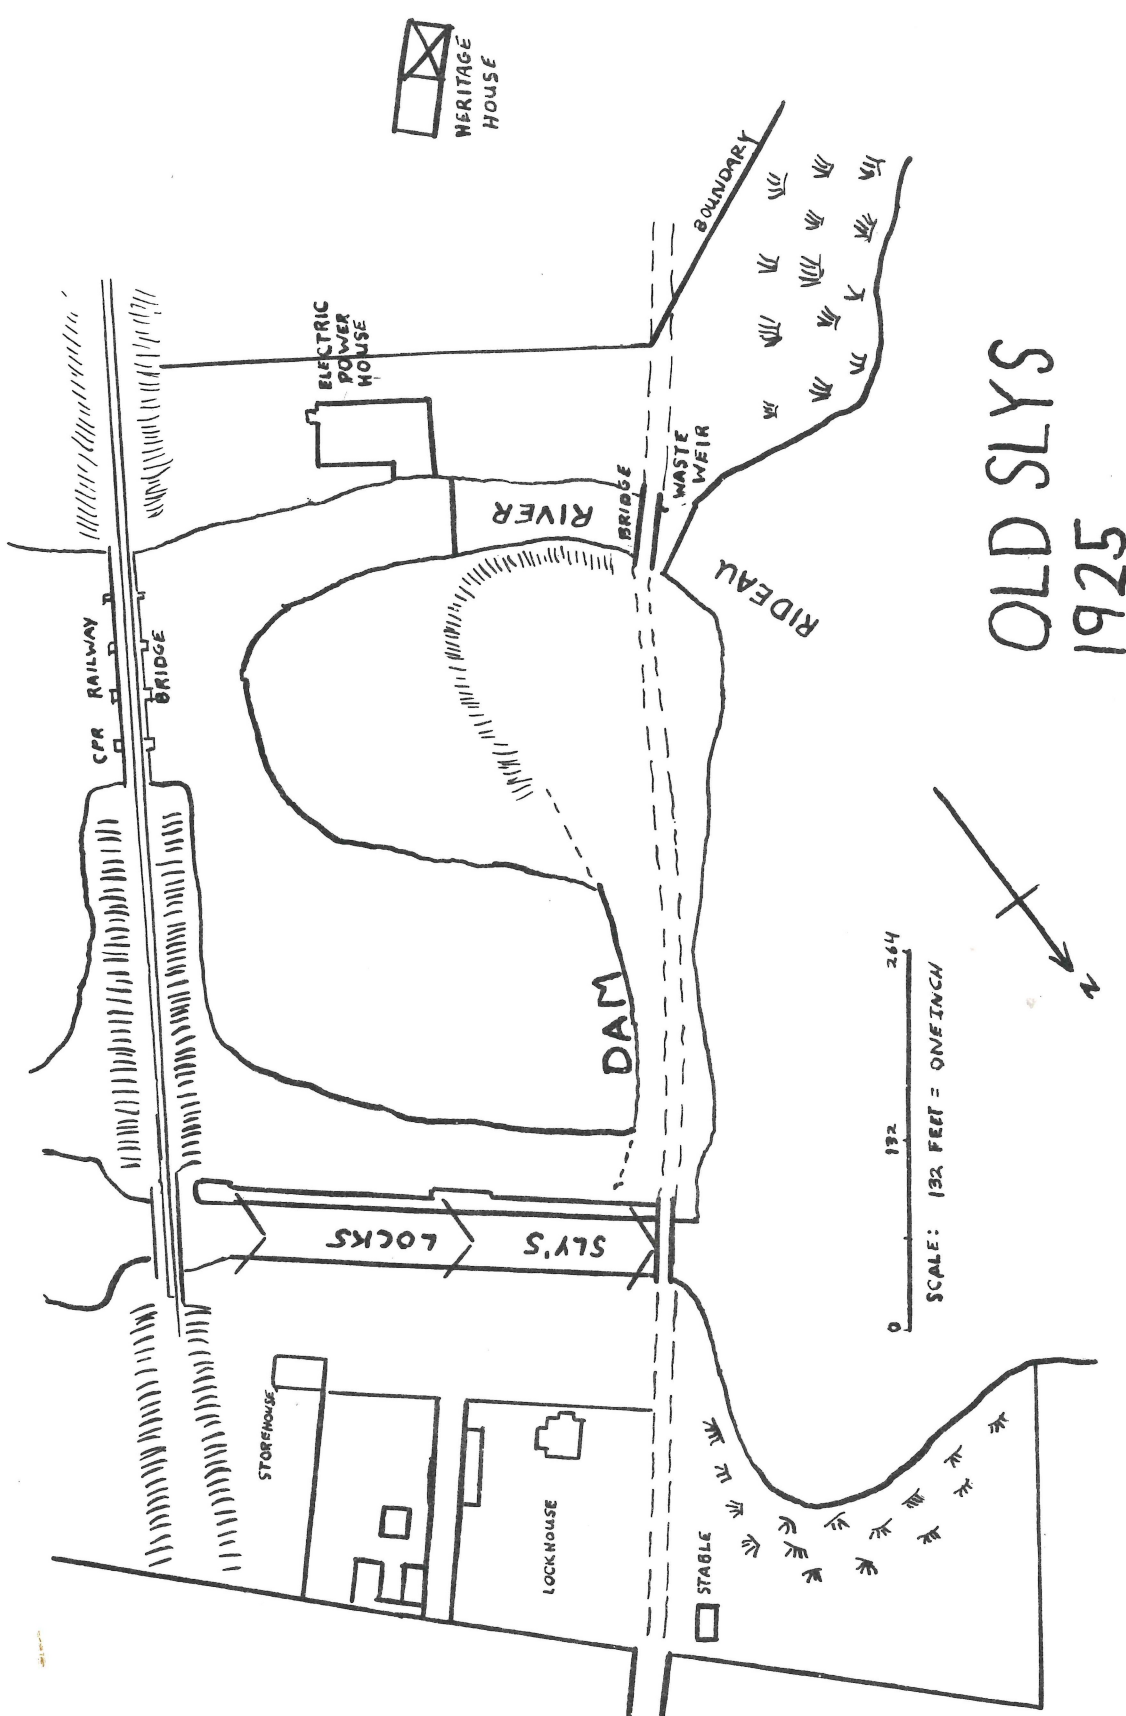 HERITAGE
HOUSE
BOUNDARY
ELECTRIC
POWER
HOUSE
WASTE
WEIR
BRIDGE
RIVER
RIDEAU
CPR RAILWAY
BRIDGE
DAM
SLY'S LOCKS
STOREHOUSE
LOCKHOUSE
STABLE
OLD SLYS
1925
N
0 132 264
SCALE: 132 FEET = ONE INCH